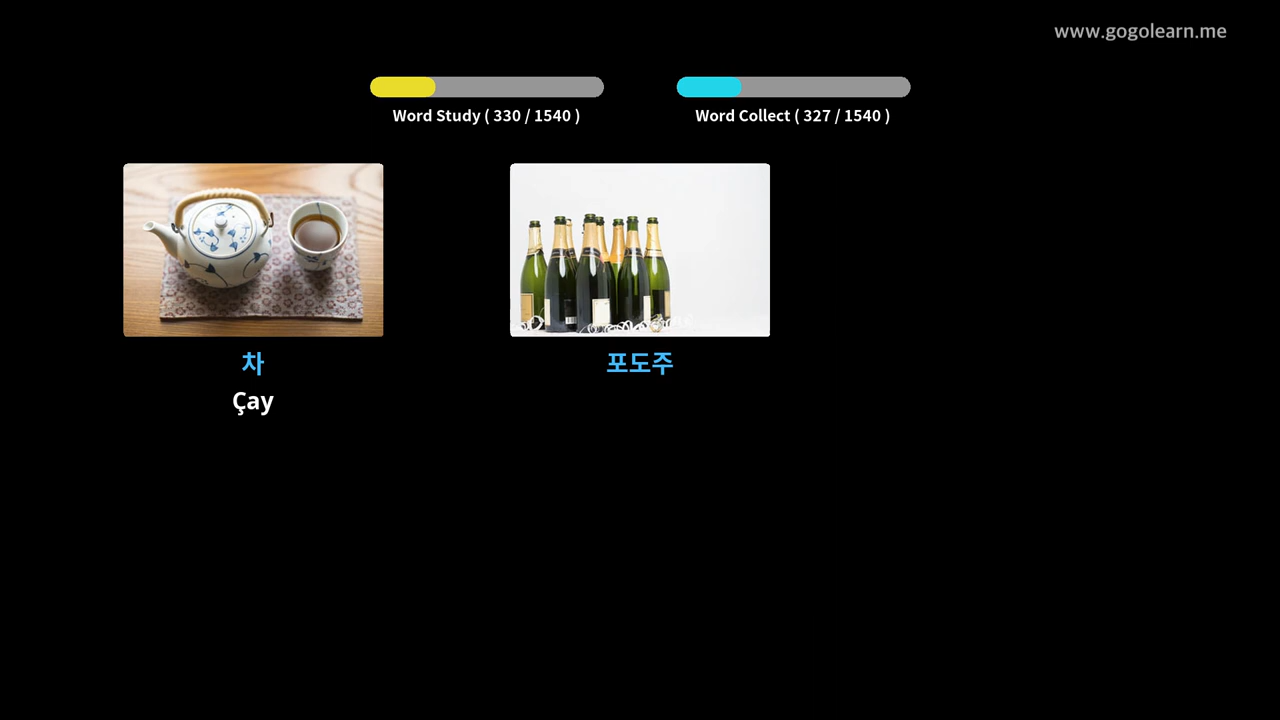 www.gogolearn.me
Word Study ( 330 / 1540 )
Word Collect ( 327 / 1540 )
차
Çay
포도주